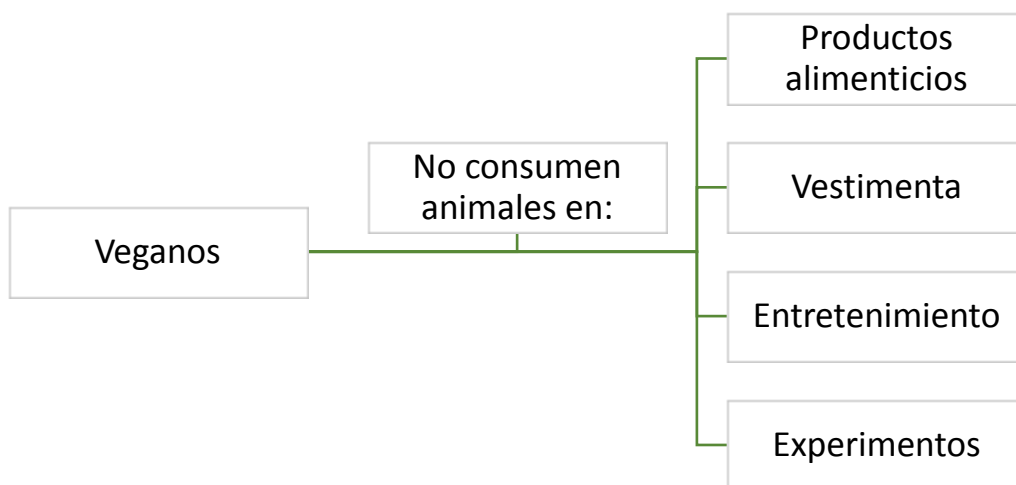 Veganos
No consumen
animales en:
Productos
alimenticios
Vestimenta
Entretenimiento
Experimentos